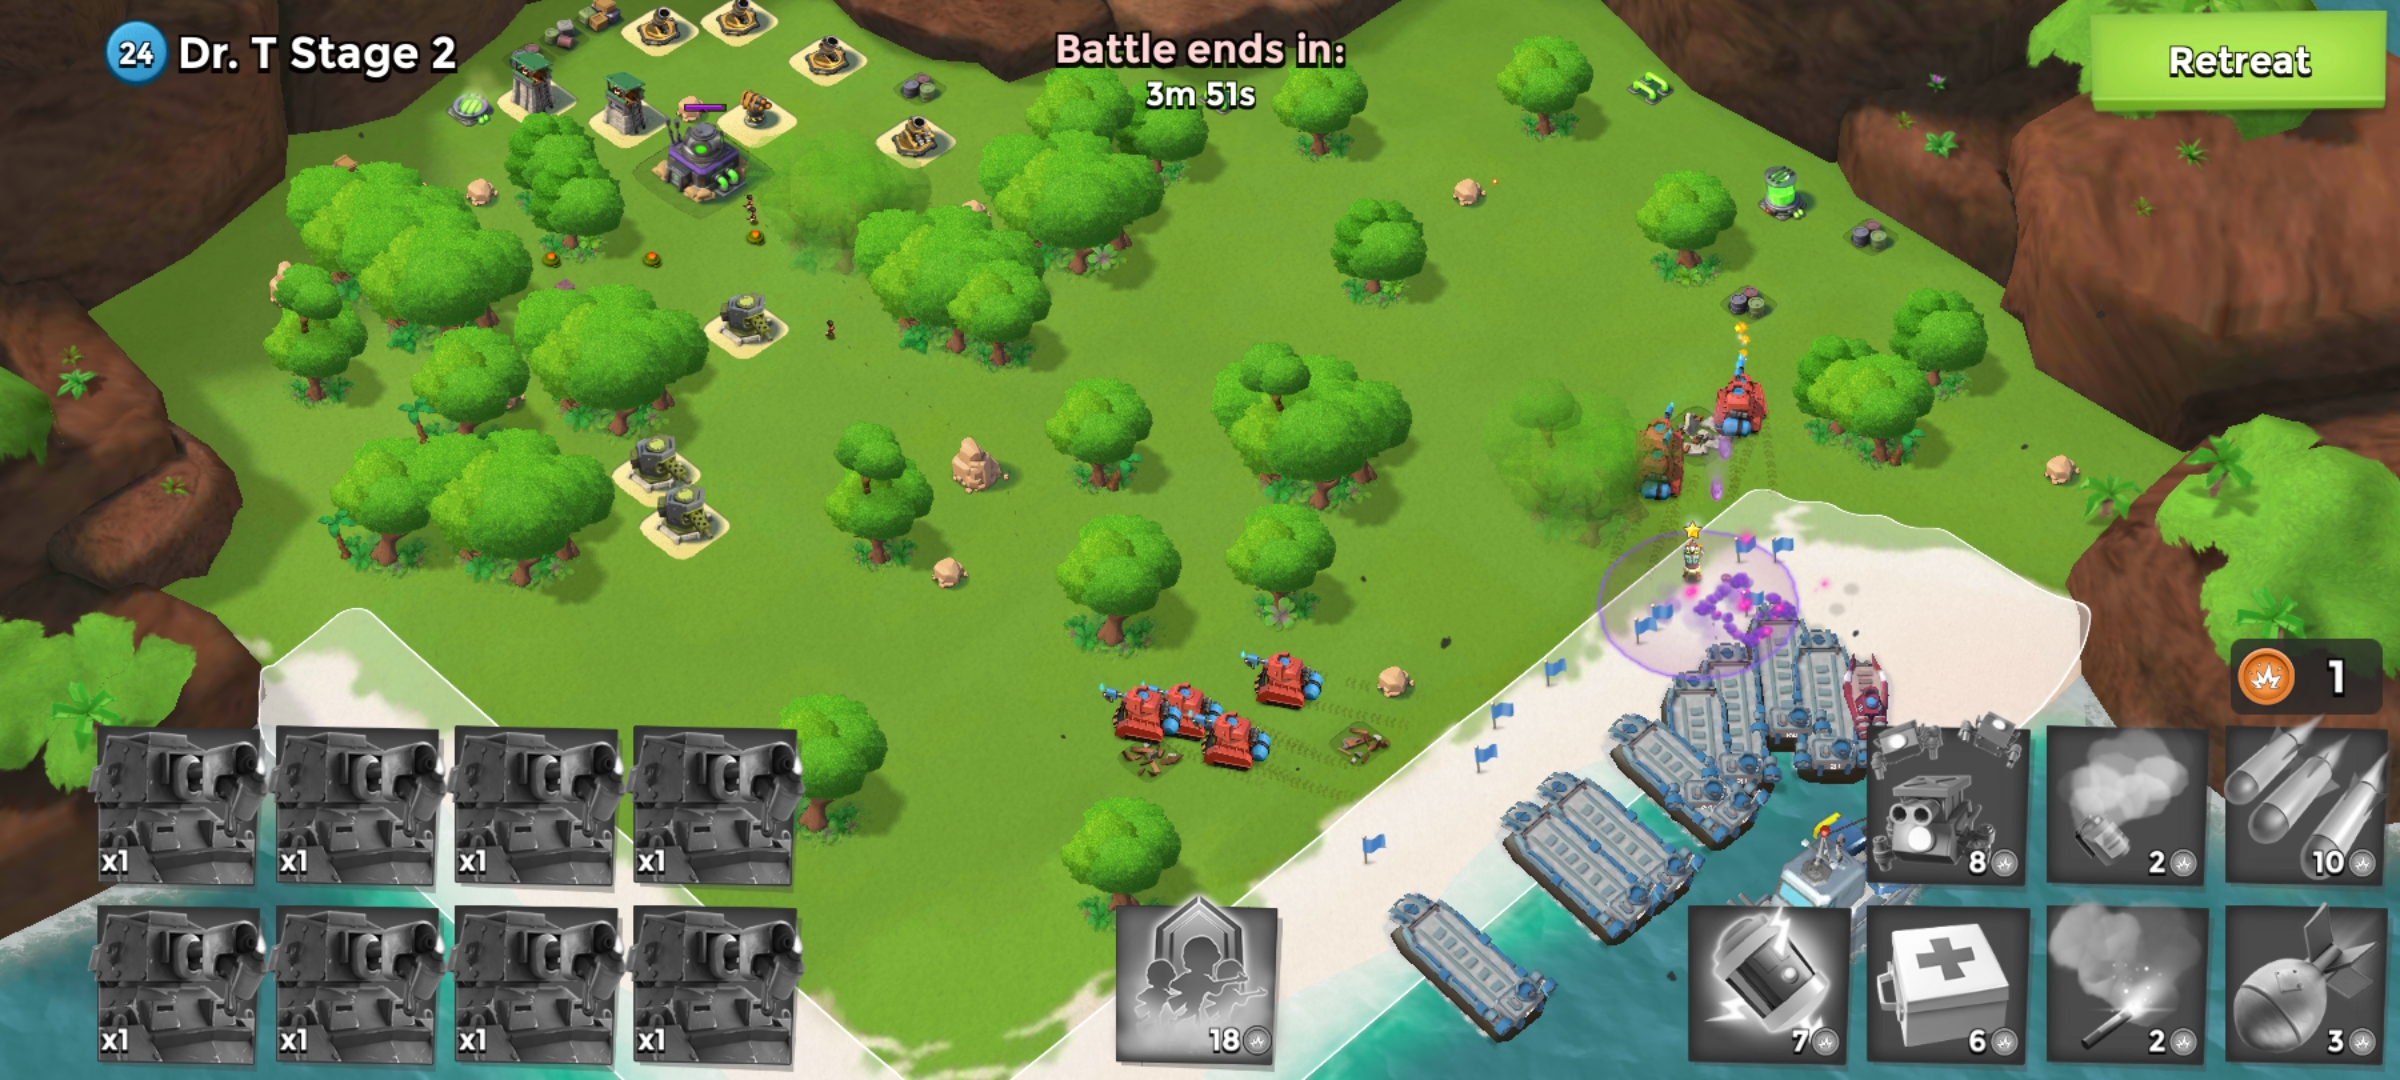 24 Dr. T Stage 2
Battle ends in:
3m 51s
Retreat
1
x1 x1 x1 x1
8 2 10
x1 x1 x1 x1
18 7 6 2 3